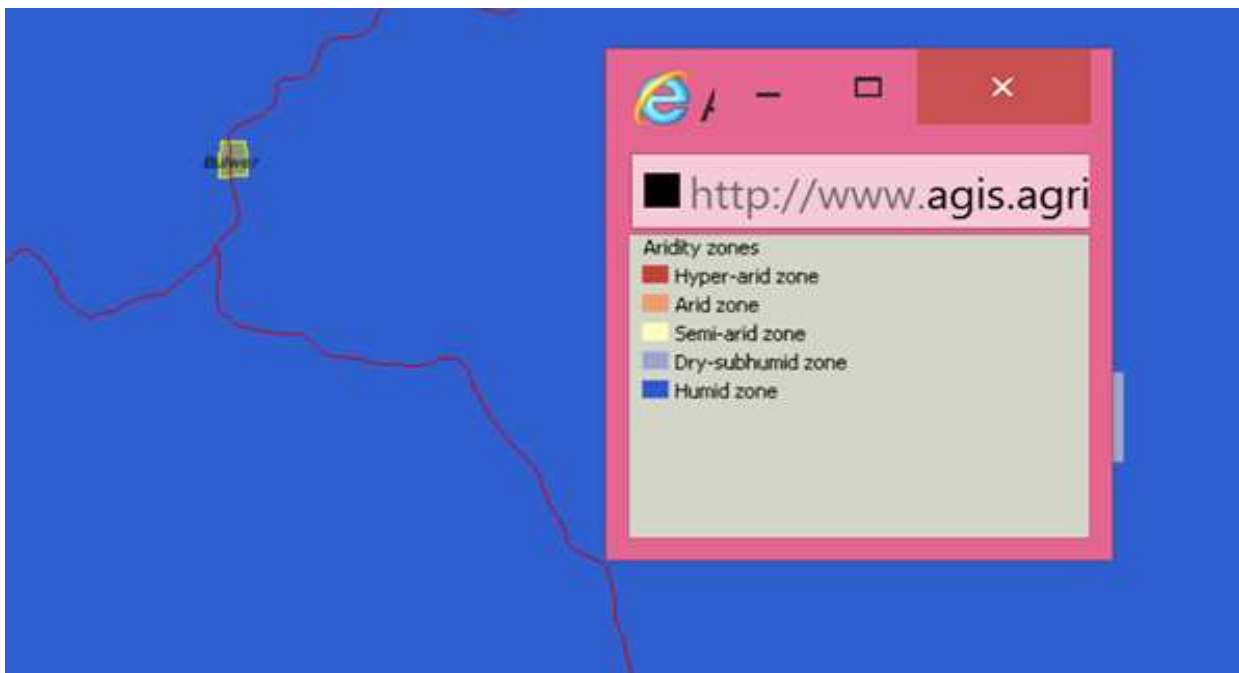 Bulwer
A
http://www.agis.agri
Aridity zones
Hyper-arid zone
Arid zone
Semi-arid zone
Dry-subhumid zone
Humid zone